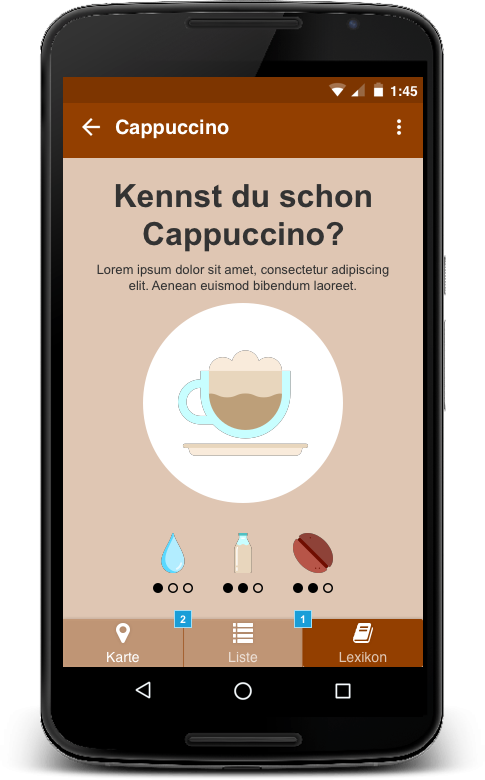 1:45
Cappuccino
Kennst du schon
Cappuccino?
Lorem ipsum dolor sit amet, consectetur adipiscing
elit. Aenean euismod bibendum laoreet.
2
1
Karte
Liste
Lexikon